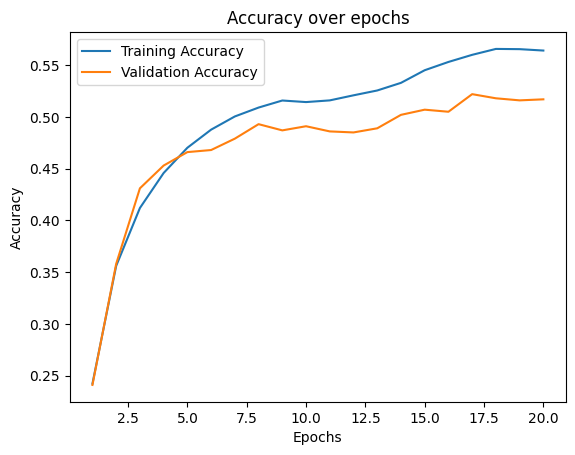 Accuracy over epochs
Training Accuracy
Validation Accuracy
Accuracy
0.55
0.50
0.45
0.40
0.35
0.30
0.25
2.5 5.0 7.5 10.0 12.5 15.0 17.5 20.0
Epochs